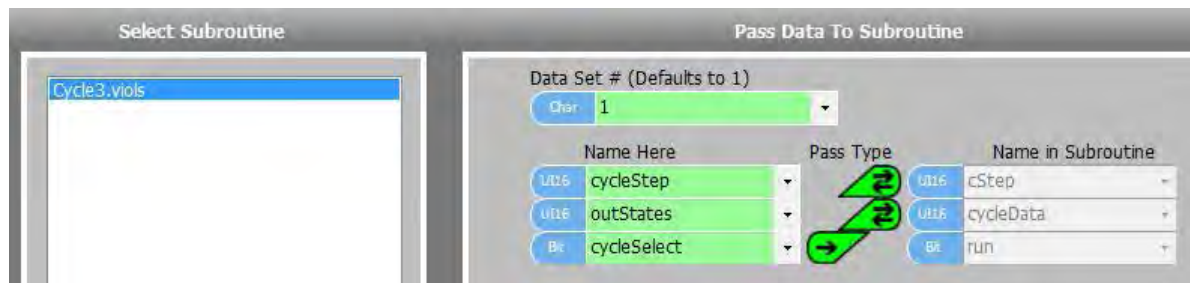 Select Subroutine
Pass Data To Subroutine
Cycle3.viols
Data Set # (Defaults to 1)
Char 1
Name Here Pass Type Name in Subroutine
UI16 cycleStep UI16 cStep
UI16 outStates UI16 cycleData
Bit cycleSelect Bit run